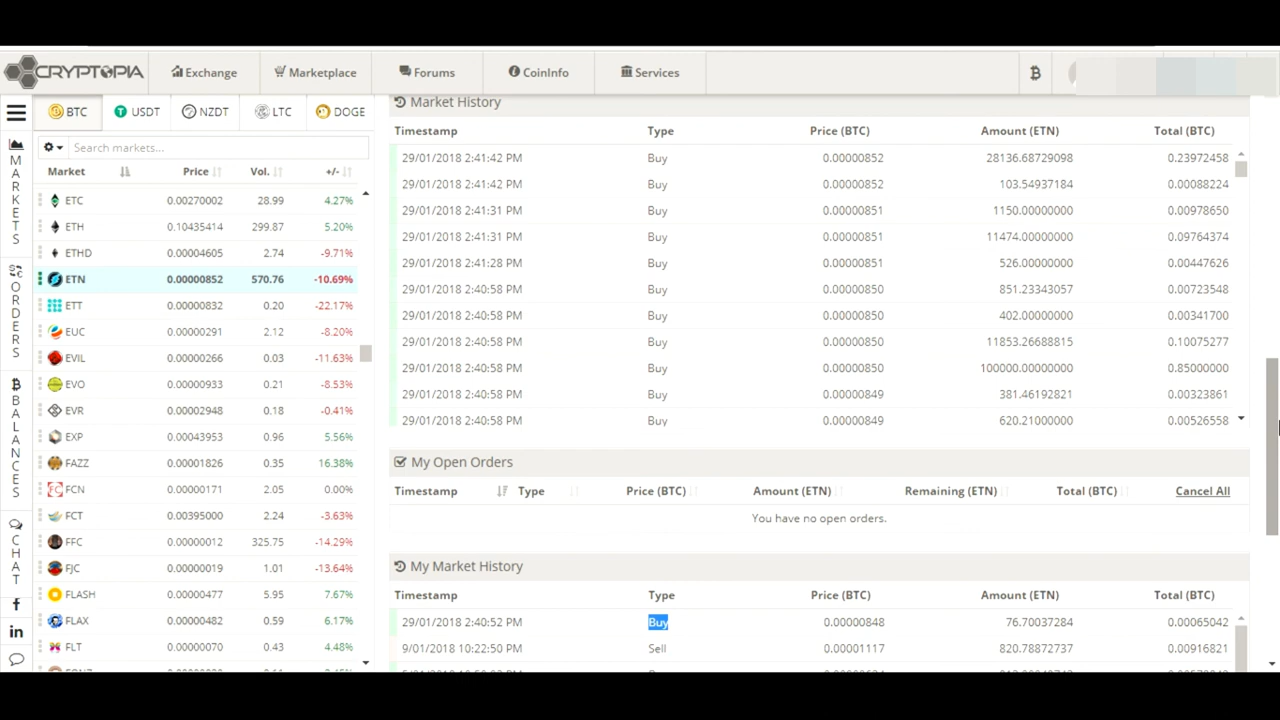 CRYPTOPIA Exchange Marketplace Forums CoinInfo Services
BTC USDT NZDT LTC DOGE
Search markets...
Market Price Vol. +/-
ETC 0.00270002 28.99 4.27%
ETH 0.10435414 299.87 5.20%
ETHD 0.00004605 2.74 -9.71%
ETN 0.00000852 570.76 -10.69%
ETT 0.00000832 0.20 -22.17%
EUC 0.00000291 2.12 -8.20%
EVIL 0.00000266 0.03 -11.63%
EVO 0.00000933 0.21 -8.53%
EVR 0.00002948 0.18 -0.41%
EXP 0.00043953 0.96 5.56%
FAZZ 0.00001826 0.35 16.38%
FCN 0.00000171 2.05 0.00%
FCT 0.00395000 2.24 -3.63%
FFC 0.00000012 325.75 -14.29%
FJC 0.00000019 1.01 -13.64%
FLASH 0.00000477 5.95 7.67%
FLAX 0.00000482 0.59 6.17%
FLT 0.00000070 0.43 4.48%
MARKETS
ORDERS
BALANCES
CHAT
Market History
Timestamp Type Price (BTC) Amount (ETN) Total (BTC)
29/01/2018 2:41:42 PM Buy 0.00000852 28136.68729098 0.23972458
29/01/2018 2:41:42 PM Buy 0.00000852 103.54937184 0.00088224
29/01/2018 2:41:31 PM Buy 0.00000851 1150.00000000 0.00978650
29/01/2018 2:41:31 PM Buy 0.00000851 11474.00000000 0.09764374
29/01/2018 2:41:28 PM Buy 0.00000851 526.00000000 0.00447626
29/01/2018 2:40:58 PM Buy 0.00000850 851.23343057 0.00723548
29/01/2018 2:40:58 PM Buy 0.00000850 402.00000000 0.00341700
29/01/2018 2:40:58 PM Buy 0.00000850 11853.26688815 0.10075277
29/01/2018 2:40:58 PM Buy 0.00000850 100000.00000000 0.85000000
29/01/2018 2:40:58 PM Buy 0.00000849 381.46192821 0.00323861
29/01/2018 2:40:58 PM Buy 0.00000849 620.21000000 0.00526558
My Open Orders
Timestamp Type Price (BTC) Amount (ETN) Remaining (ETN) Total (BTC) Cancel All
You have no open orders.
My Market History
Timestamp Type Price (BTC) Amount (ETN) Total (BTC)
29/01/2018 2:40:52 PM Buy 0.00000848 76.70037284 0.00065042
9/01/2018 10:22:50 PM Sell 0.00001117 820.78872737 0.00916821